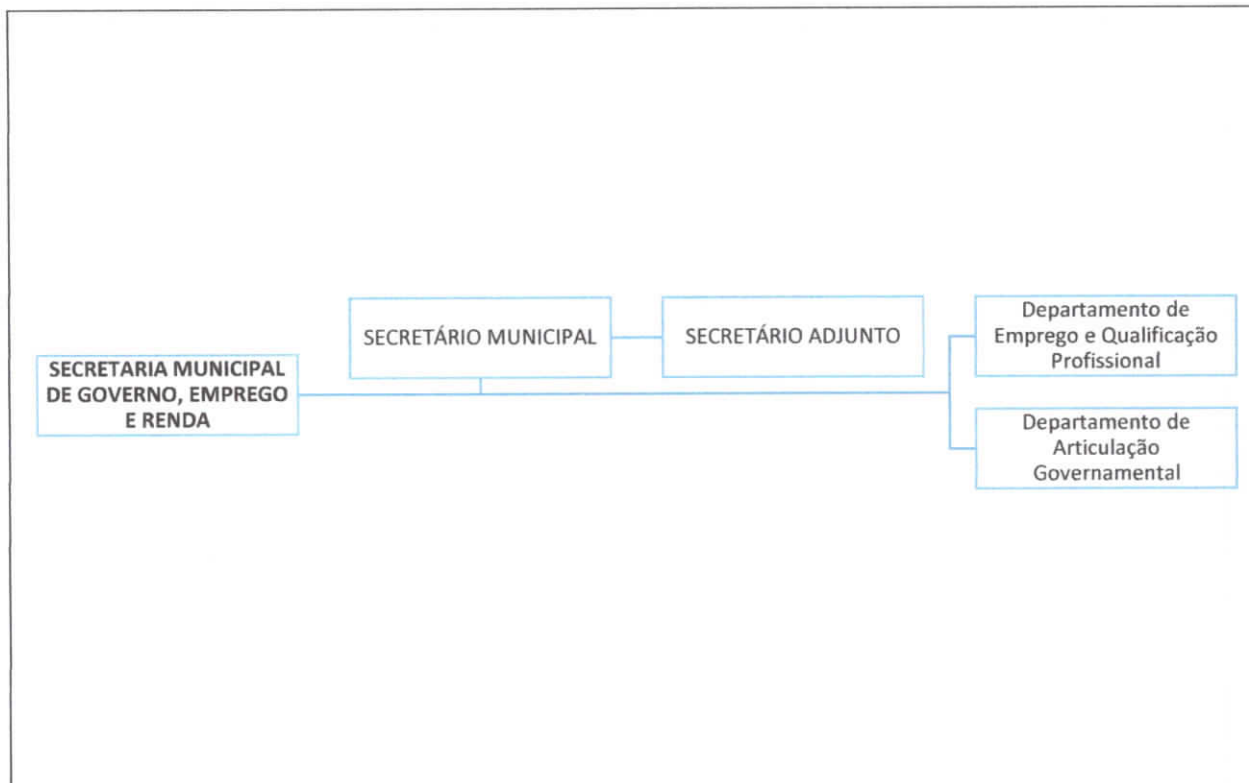 SECRETARIA MUNICIPAL
DE GOVERNO, EMPREGO
E RENDA
SECRETÁRIO MUNICIPAL
SECRETÁRIO ADJUNTO
Departamento de
Emprego e Qualificação
Profissional
Departamento de
Articulação
Governamental